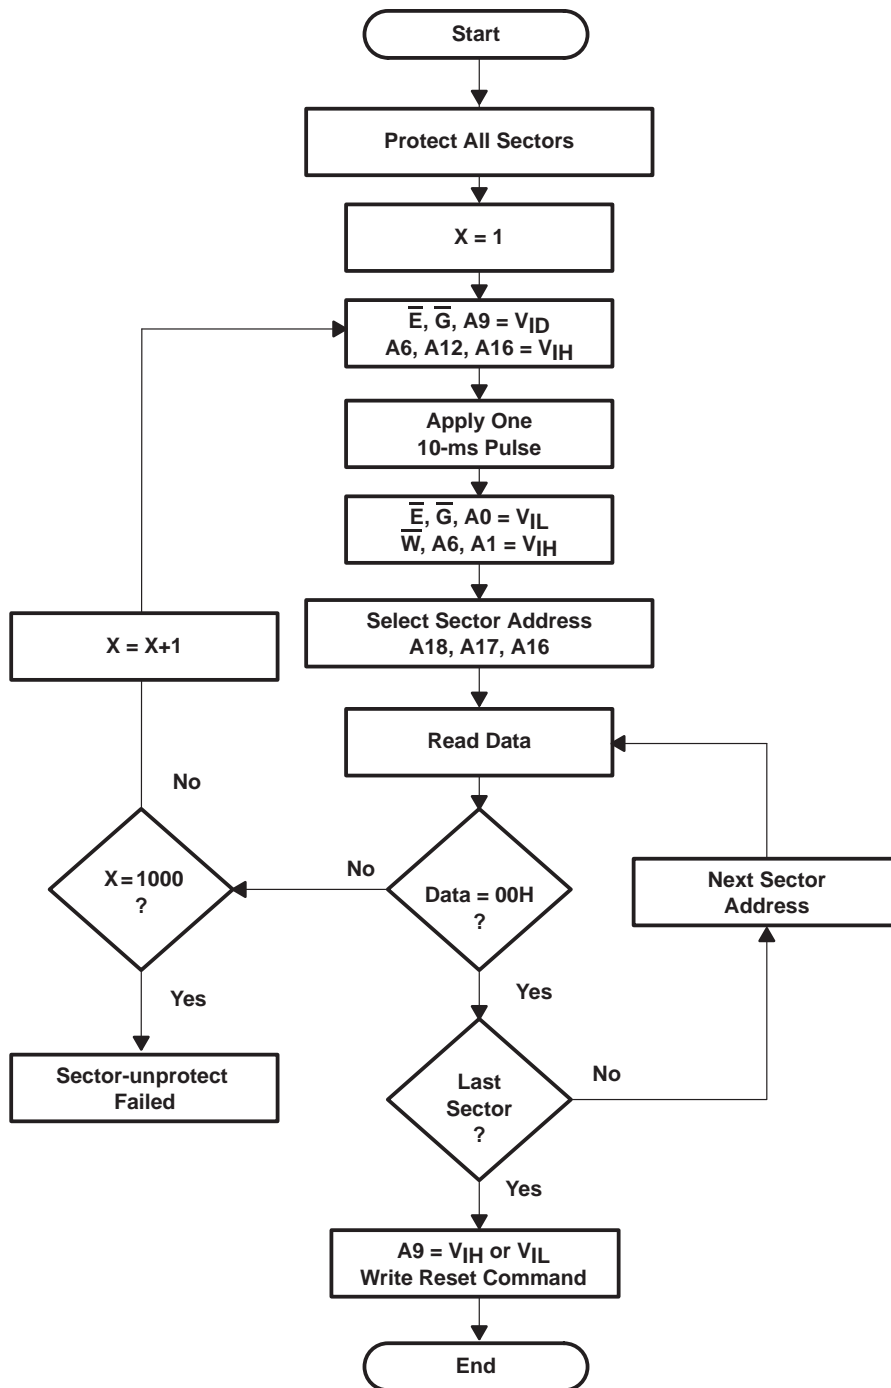 Start
Protect All Sectors
X = 1
E̅, G̅, A9 = VID
A6, A12, A16 = VIH
Apply One
10-ms Pulse
E̅, G̅, A0 = VIL
W̅, A6, A1 = VIH
Select Sector Address
A18, A17, A16
X = X+1
Read Data
No
X=1000
?
No
Data = 00H
?
Next Sector
Address
Yes
Yes
Sector-unprotect
Failed
Last
Sector
?
No
Yes
A9 = VIH or VIL
Write Reset Command
End